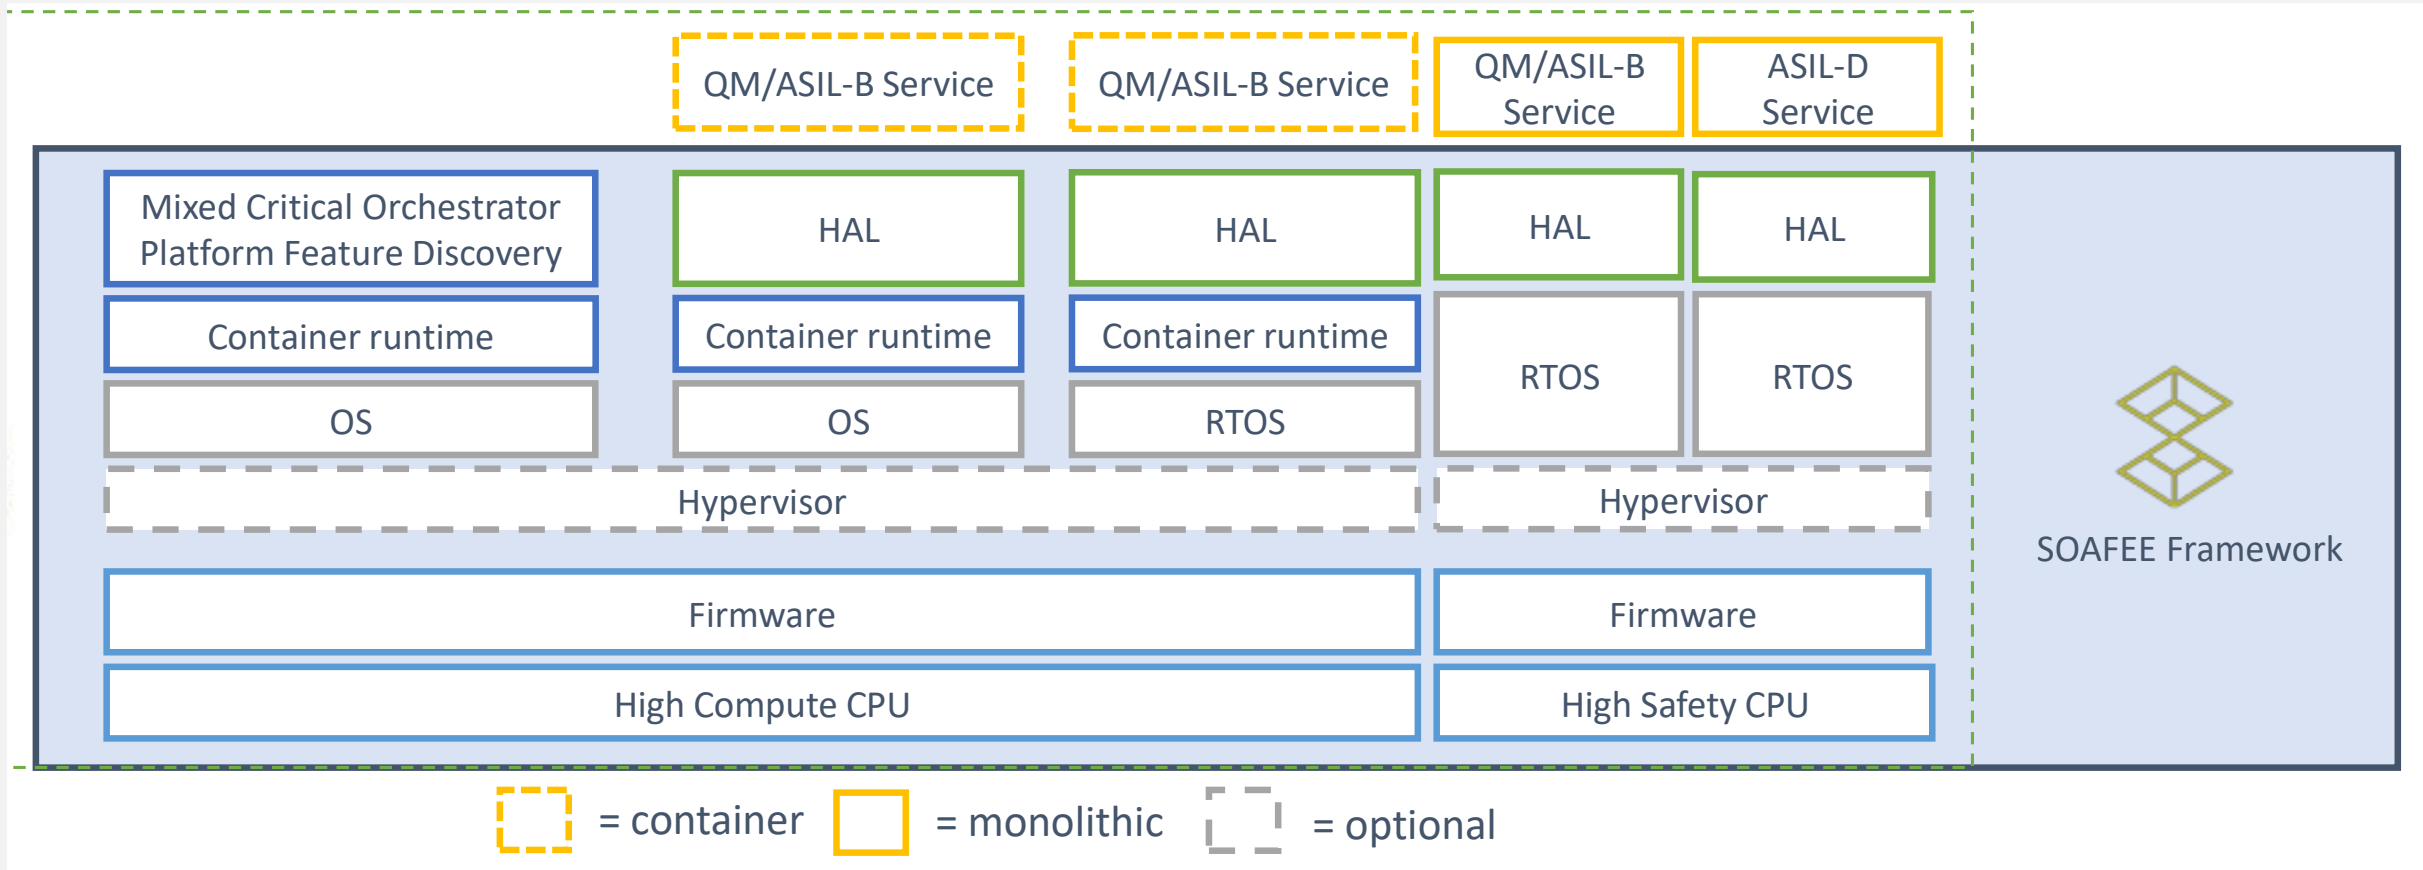 QM/ASIL-B Service
QM/ASIL-B Service
QM/ASIL-B
Service
ASIL-D
Service
Mixed Critical Orchestrator
Platform Feature Discovery
HAL
HAL
HAL
HAL
Container runtime
Container runtime
Container runtime
RTOS
RTOS
OS
OS
RTOS
Hypervisor
Hypervisor
SOAFEE Framework
Firmware
Firmware
High Compute CPU
High Safety CPU
= container
= monolithic
= optional